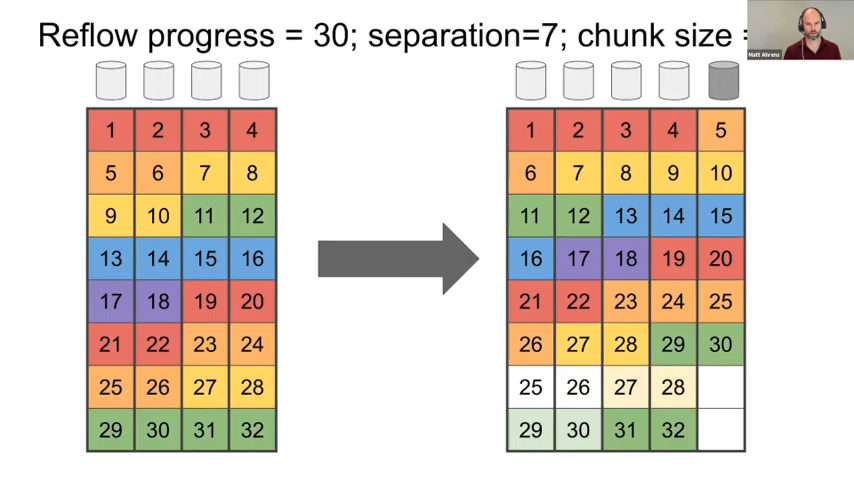 Reflow progress = 30; separation=7; chunk size =
Matt Ahrens
1 2 3 4
5 6 7 8
9 10 11 12
13 14 15 16
17 18 19 20
21 22 23 24
25 26 27 28
29 30 31 32
1 2 3 4 5
6 7 8 9 10
11 12 13 14 15
16 17 18 19 20
21 22 23 24 25
26 27 28 29 30
25 26 27 28
29 30 31 32